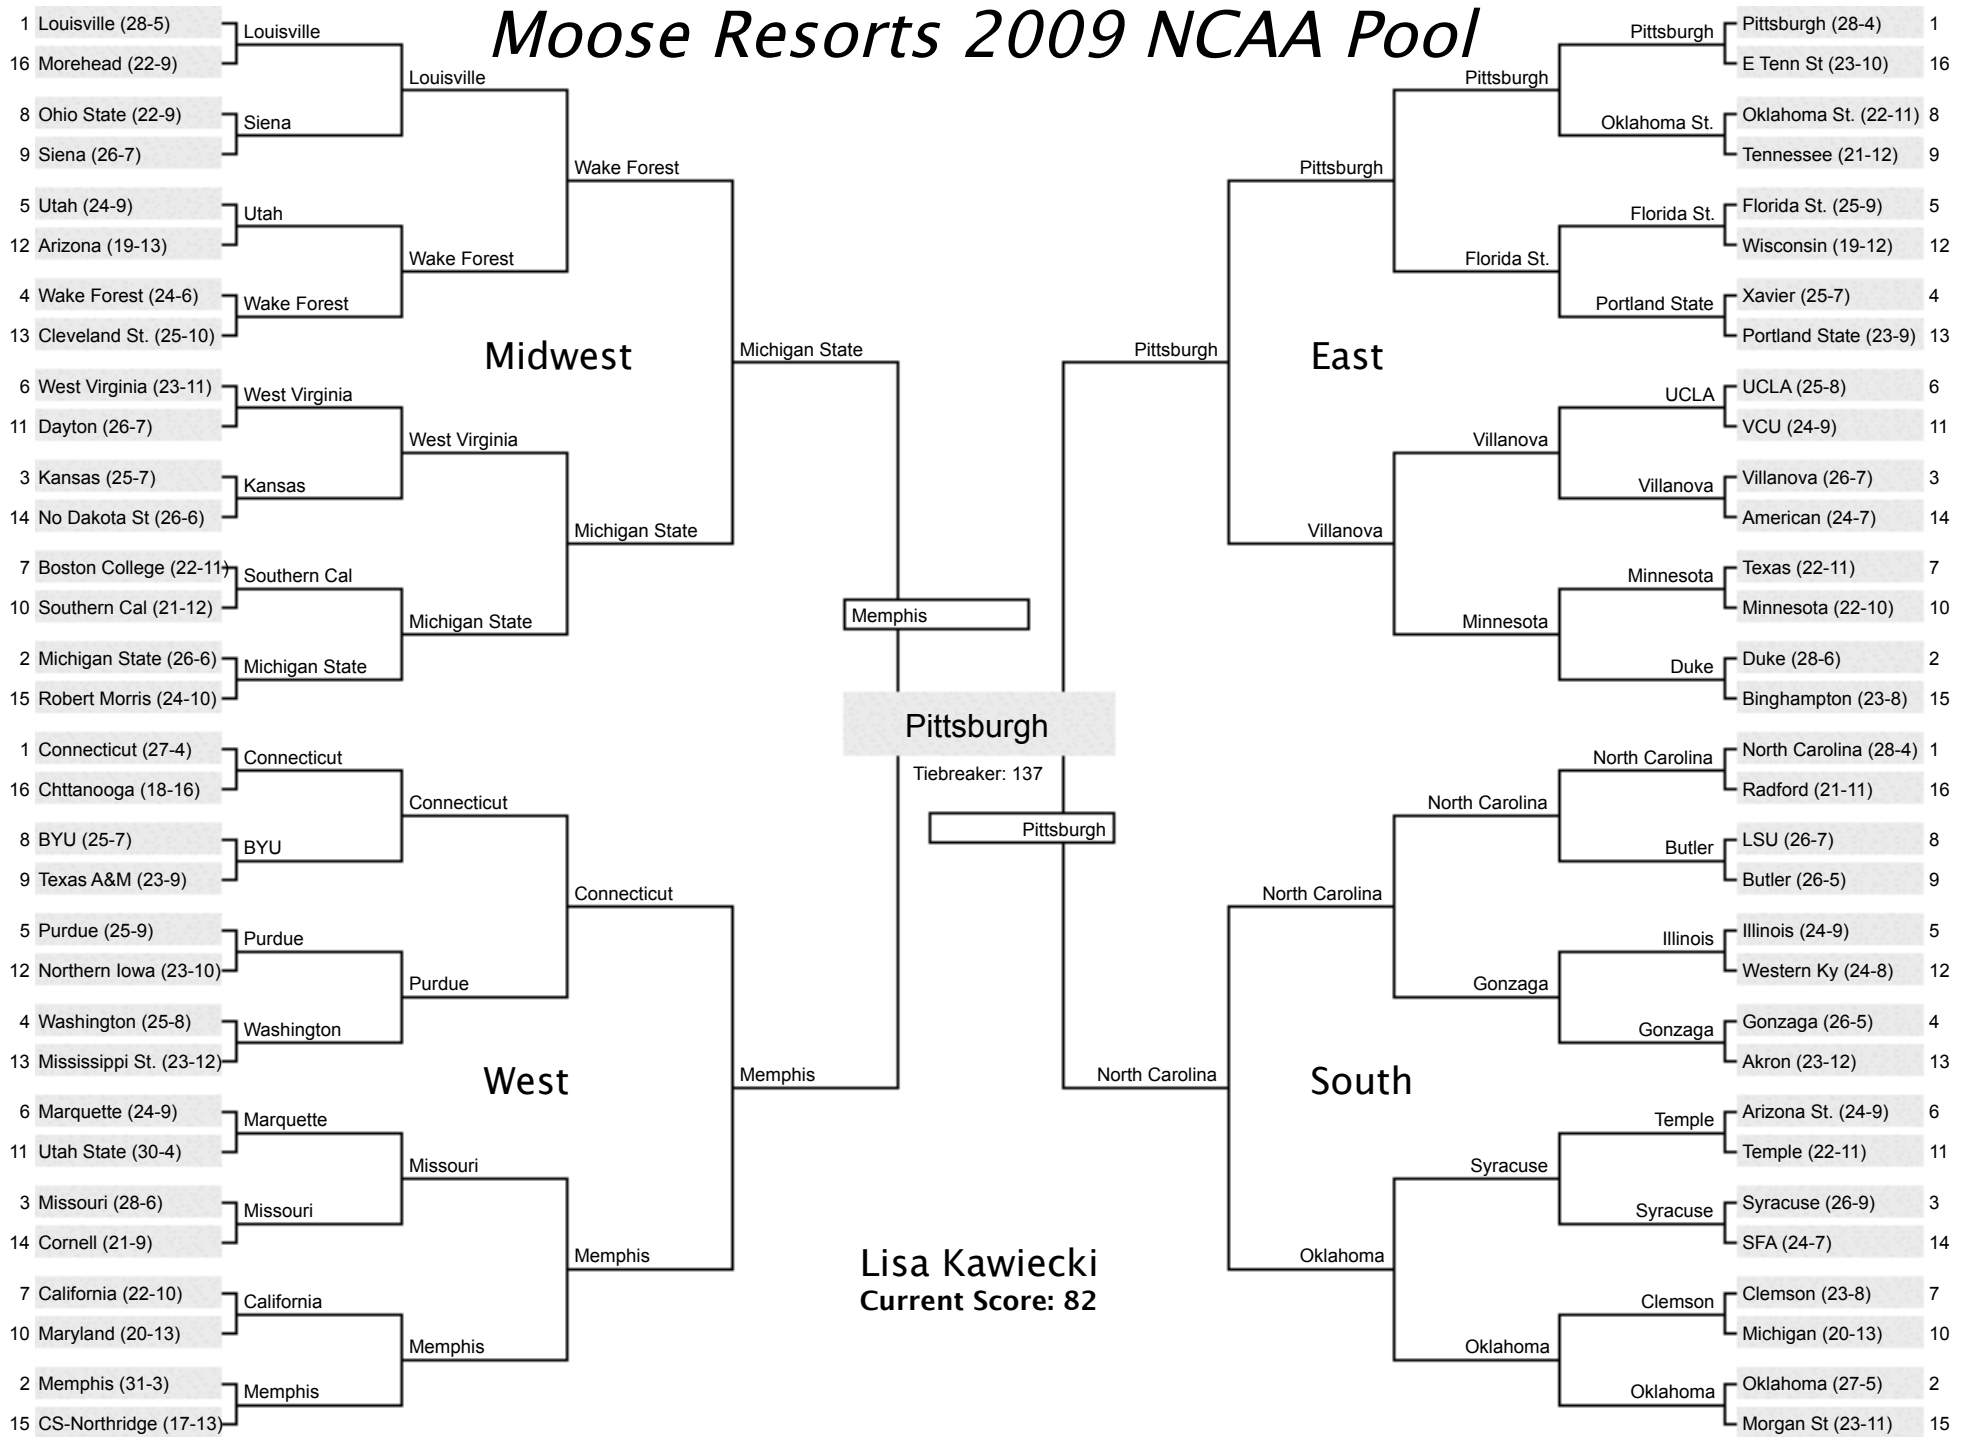 Moose Resorts 2009 NCAA Pool
1 Louisville (28-5)
16 Morehead (22-9)
8 Ohio State (22-9)
9 Siena (26-7)
5 Utah (24-9)
12 Arizona (19-13)
4 Wake Forest (24-6)
13 Cleveland St. (25-10)
6 West Virginia (23-11)
11 Dayton (26-7)
3 Kansas (25-7)
14 No Dakota St (26-6)
7 Boston College (22-11)
10 Southern Cal (21-12)
2 Michigan State (26-6)
15 Robert Morris (24-10)
Louisville
Siena
Utah
Wake Forest
West Virginia
Kansas
Southern Cal
Michigan State
Louisville
Wake Forest
West Virginia
Michigan State
Wake Forest
Michigan State
Midwest
Michigan State
1 Connecticut (27-4)
16 Chttanooga (18-16)
8 BYU (25-7)
9 Texas A&M (23-9)
5 Purdue (25-9)
12 Northern Iowa (23-10)
4 Washington (25-8)
13 Mississippi St. (23-12)
6 Marquette (24-9)
11 Utah State (30-4)
3 Missouri (28-6)
14 Cornell (21-9)
7 California (22-10)
10 Maryland (20-13)
2 Memphis (31-3)
15 CS-Northridge (17-13)
Connecticut
BYU
Purdue
Washington
Marquette
Missouri
California
Memphis
Connecticut
Purdue
Missouri
Memphis
Connecticut
Memphis
West
Memphis
Memphis
Pittsburgh
Tiebreaker: 137
Pittsburgh
Lisa Kawiecki
Current Score: 82
Pittsburgh
East
Pittsburgh
Villanova
Pittsburgh
Florida St.
Villanova
Minnesota
Pittsburgh
Oklahoma St.
Florida St.
Portland State
UCLA
Villanova
Minnesota
Duke
Pittsburgh (28-4) 1
E Tenn St (23-10) 16
Oklahoma St. (22-11) 8
Tennessee (21-12) 9
Florida St. (25-9) 5
Wisconsin (19-12) 12
Xavier (25-7) 4
Portland State (23-9) 13
UCLA (25-8) 6
VCU (24-9) 11
Villanova (26-7) 3
American (24-7) 14
Texas (22-11) 7
Minnesota (22-10) 10
Duke (28-6) 2
Binghampton (23-8) 15
North Carolina
South
North Carolina
Oklahoma
North Carolina
Gonzaga
Syracuse
Oklahoma
North Carolina
Butler
Illinois
Gonzaga
Temple
Syracuse
Clemson
Oklahoma
North Carolina (28-4) 1
Radford (21-11) 16
LSU (26-7) 8
Butler (26-5) 9
Illinois (24-9) 5
Western Ky (24-8) 12
Gonzaga (26-5) 4
Akron (23-12) 13
Arizona St. (24-9) 6
Temple (22-11) 11
Syracuse (26-9) 3
SFA (24-7) 14
Clemson (23-8) 7
Michigan (20-13) 10
Oklahoma (27-5) 2
Morgan St (23-11) 15